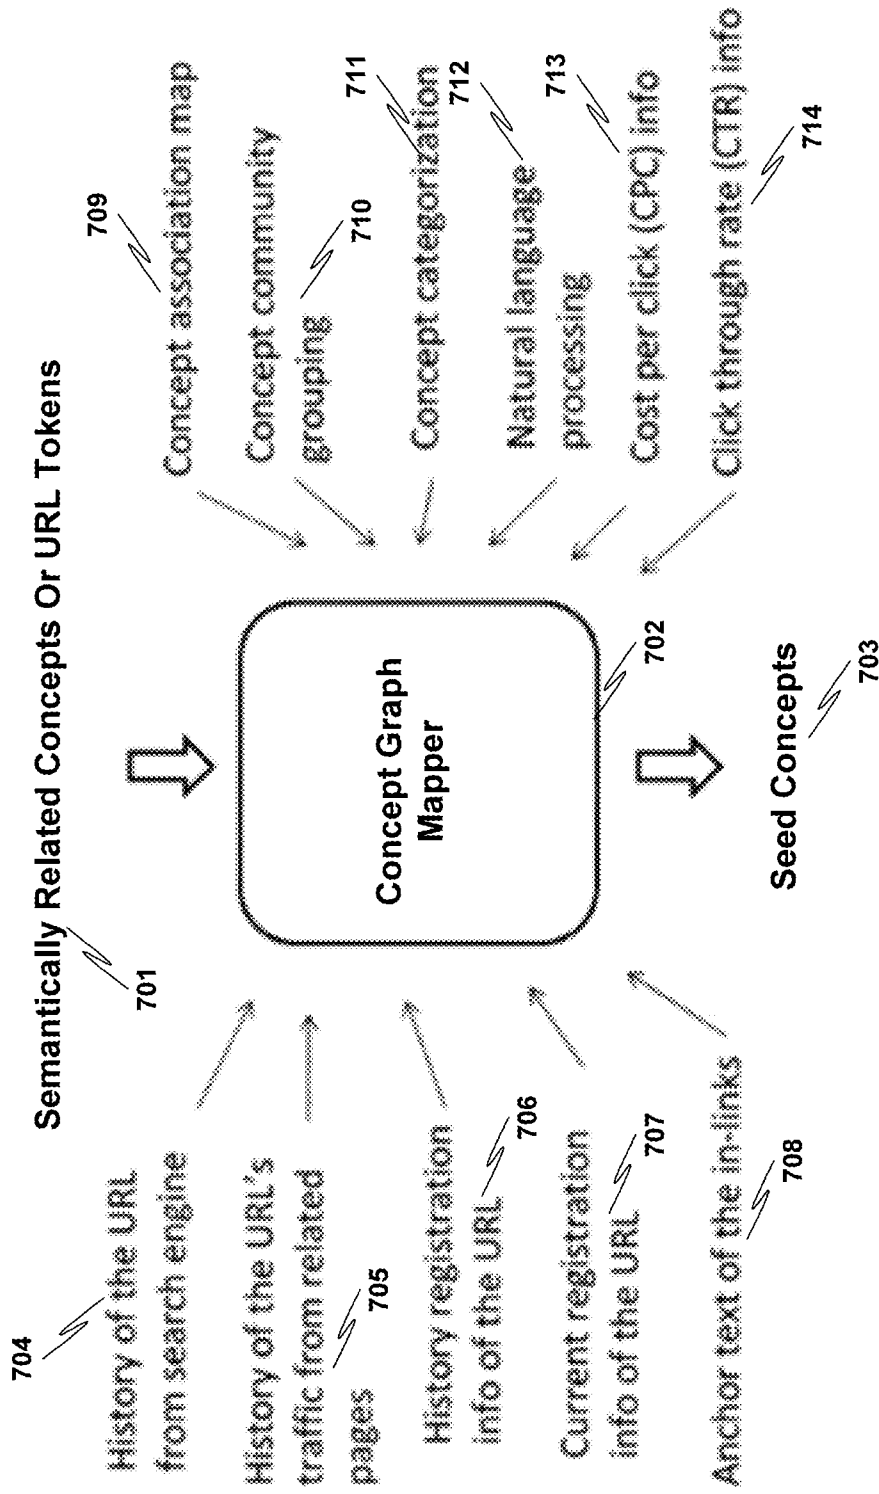 Semantically Related Concepts Or URL Tokens
701
704
History of the URL
from search engine
History of the URL's
traffic from related
pages
705
History registration
info of the URL
706
Current registration
info of the URL
707
Anchor text of the in-links
708
Concept Graph
Mapper
702
Seed Concepts
703
709
Concept association map
Concept community
grouping
710
711
Concept categorization
712
Natural language
processing
713
Cost per click (CPC) info
Click through rate (CTR) info
714